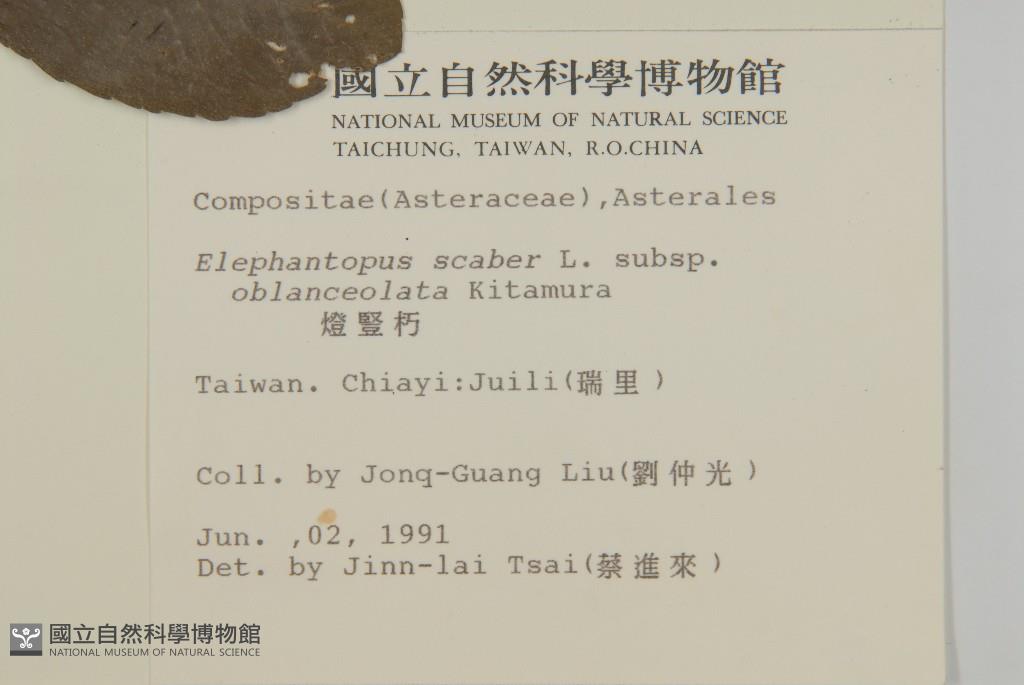 國立自然科學博物館
NATIONAL MUSEUM OF NATURAL SCIENCE
TAICHUNG, TAIWAN, R.O.CHINA
Compositae(Asteraceae),Asterales
Elephantopus scaber L. subsp.
oblanceolata Kitamura
燈豎朽
Taiwan. Chiayi:Juili(瑞里)
Coll. by Jonq-Guang Liu(劉仲光)
Jun. ,02, 1991
Det. by Jinn-lai Tsai(蔡進來)
國立自然科學博物館
NATIONAL MUSEUM OF NATURAL SCIENCE